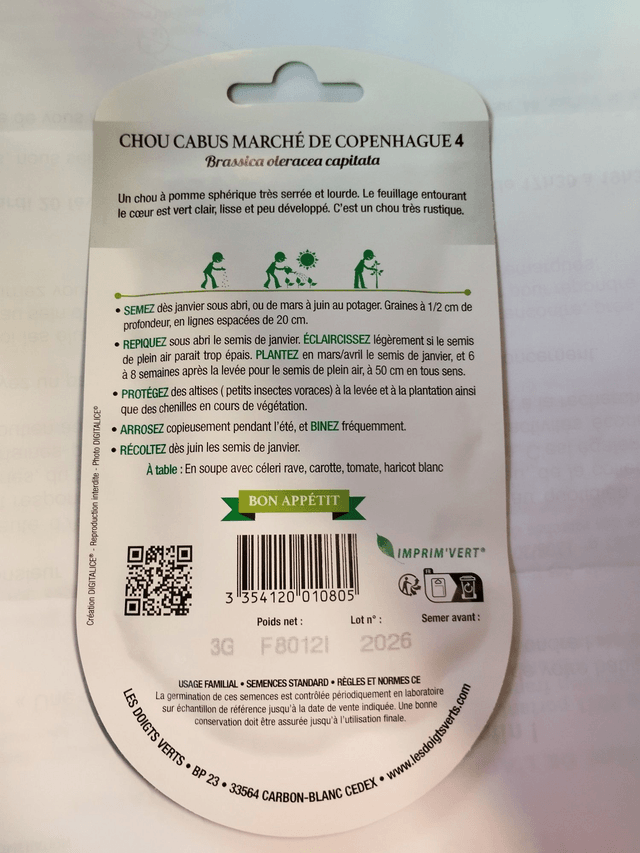 CHOU CABUS MARCHÉ DE COPENHAGUE 4
Brassica oleracea capitata
Un chou à pomme sphérique très serrée et lourde. Le feuillage entourant
le cœur est vert clair, lisse et peu développé. C'est un chou très rustique.
• SEMEZ dès janvier sous abri, ou de mars à juin au potager. Graines à 1/2 cm de
profondeur, en lignes espacées de 20 cm.
• REPIQUEZ sous abri le semis de janvier. ÉCLAIRCISSEZ légèrement si le semis
de plein air parait trop épais. PLANTEZ en mars/avril le semis de janvier, et 6
à 8 semaines après la levée pour le semis de plein air, à 50 cm en tous sens.
• PROTÉGEZ des altises ( petits insectes voraces) à la levée et à la plantation ainsi
que des chenilles en cours de végétation.
• ARROSEZ copieusement pendant l'été, et BINEZ fréquemment.
• RÉCOLTEZ dès juin les semis de janvier.
À table : En soupe avec céleri rave, carotte, tomate, haricot blanc
BON APPÉTIT
Création DIGITALICE® - Reproduction interdite - Photo DIGITALICE®
IMPRIM'VERT®
3 354120 010805
Poids net :
Lot n° :
Semer avant :
3G F80121 2026
USAGE FAMILIAL • SEMENCES STANDARD • RÈGLES ET NORMES CE
La germination de ces semences est contrôlée périodiquement en laboratoire
sur échantillon de référence jusqu'à la date de vente indiquée. Une bonne
conservation doit être assurée jusqu'à l'utilisation finale.
LES DOIGTS VERTS • BP 23 • 33564 CARBON-BLANC CEDEX • www.lesdoigtsverts.com